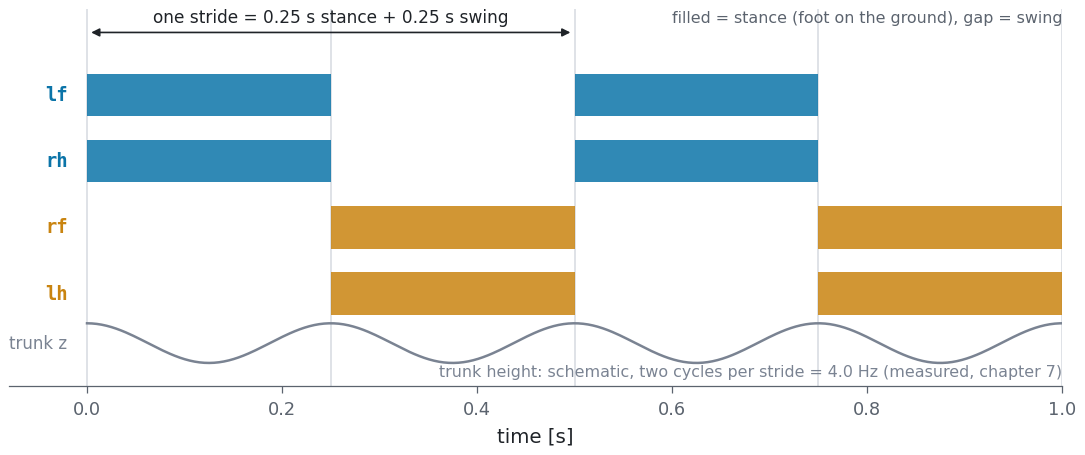 one stride = 0.25 s stance + 0.25 s swing
filled = stance (foot on the ground), gap = swing
lf
rh
rf
lh
trunk z
trunk height: schematic, two cycles per stride = 4.0 Hz (measured, chapter 7)
0.0 0.2 0.4 0.6 0.8 1.0
time [s]